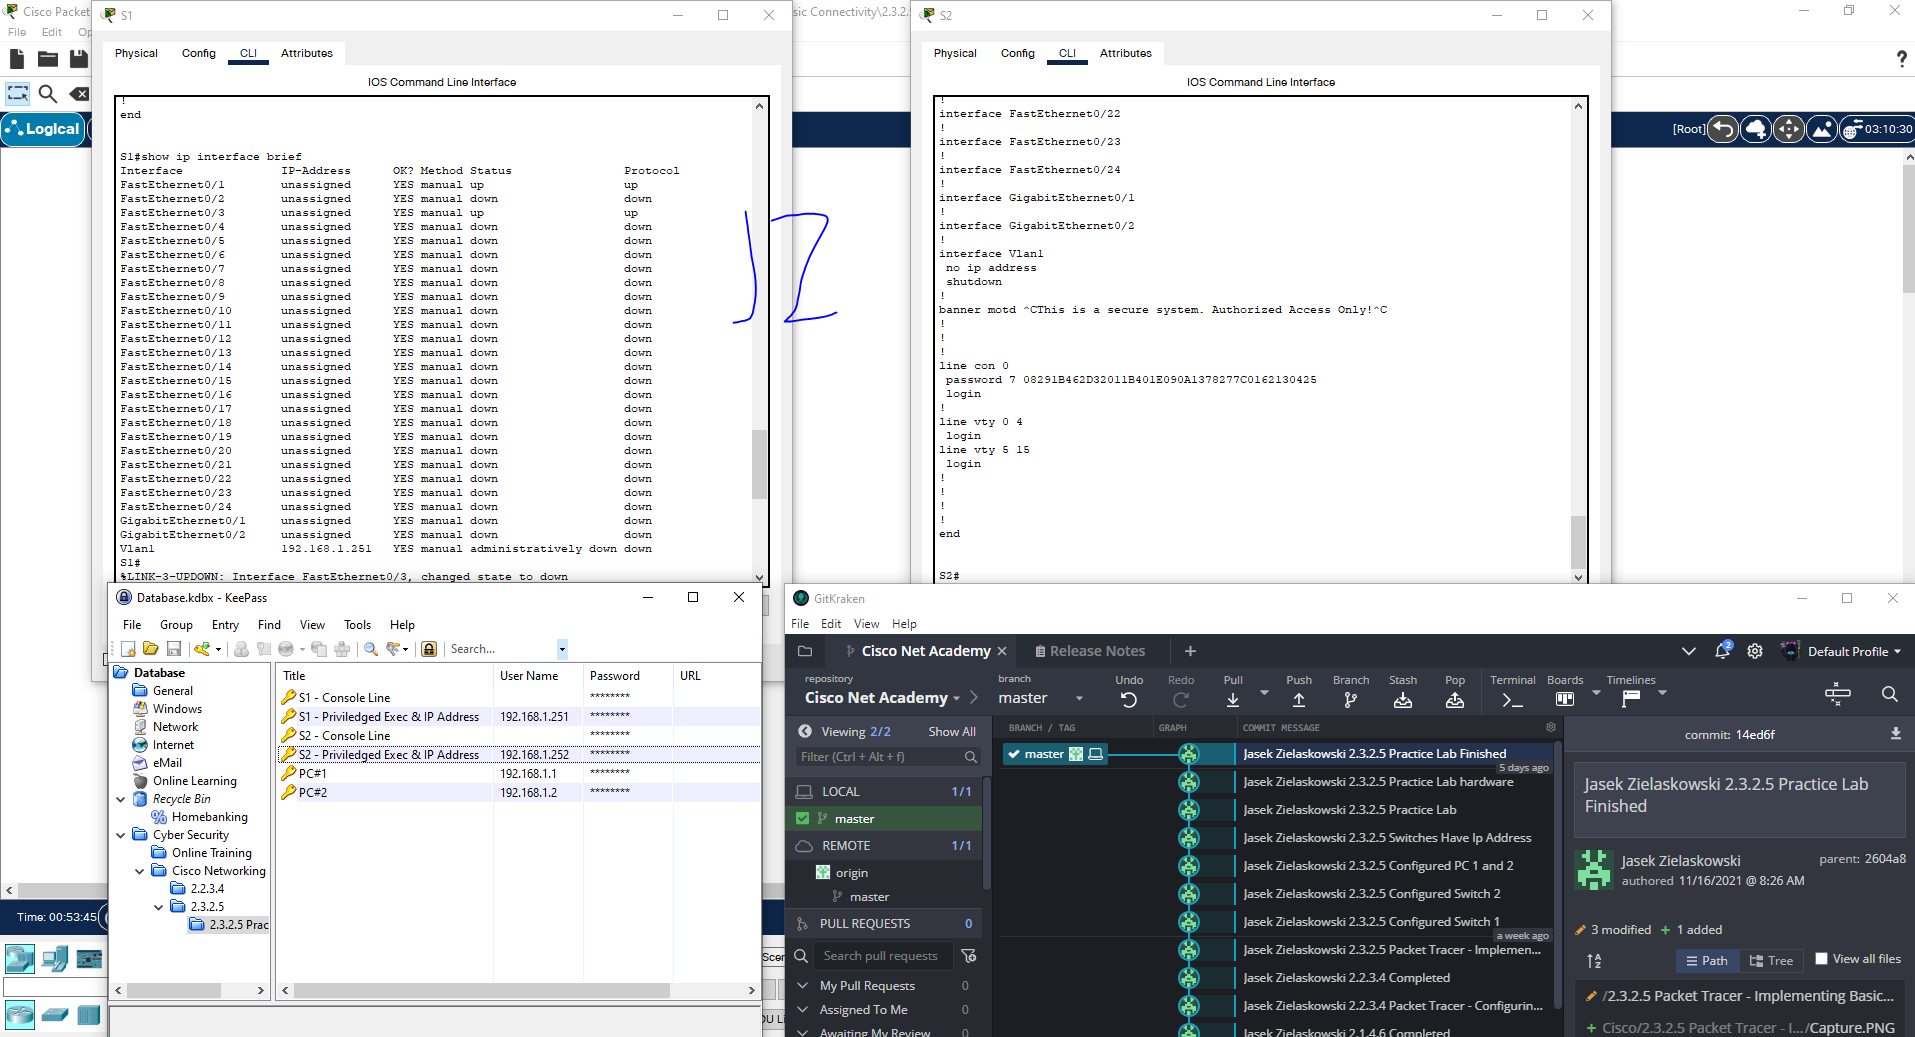 Cisco Packet
S1
sic Connectivity\2.3.2.
S2
File Edit Op
Physical Config CLI Attributes
IOS Command Line Interface
!
end
S1#show ip interface brief
Interface IP-Address OK? Method Status Protocol
FastEthernet0/1 unassigned YES manual up up
FastEthernet0/2 unassigned YES manual down down
FastEthernet0/3 unassigned YES manual up up
FastEthernet0/4 unassigned YES manual down down
FastEthernet0/5 unassigned YES manual down down
FastEthernet0/6 unassigned YES manual down down
FastEthernet0/7 unassigned YES manual down down
FastEthernet0/8 unassigned YES manual down down
FastEthernet0/9 unassigned YES manual down down
FastEthernet0/10 unassigned YES manual down down
FastEthernet0/11 unassigned YES manual down down
FastEthernet0/12 unassigned YES manual down down
FastEthernet0/13 unassigned YES manual down down
FastEthernet0/14 unassigned YES manual down down
FastEthernet0/15 unassigned YES manual down down
FastEthernet0/16 unassigned YES manual down down
FastEthernet0/17 unassigned YES manual down down
FastEthernet0/18 unassigned YES manual down down
FastEthernet0/19 unassigned YES manual down down
FastEthernet0/20 unassigned YES manual down down
FastEthernet0/21 unassigned YES manual down down
FastEthernet0/22 unassigned YES manual down down
FastEthernet0/23 unassigned YES manual down down
FastEthernet0/24 unassigned YES manual down down
GigabitEthernet0/1 unassigned YES manual down down
GigabitEthernet0/2 unassigned YES manual down down
Vlan1 192.168.1.251 YES manual administratively down down
S1#
%LINK-3-UPDOWN: Interface FastEthernet0/3, changed state to down
Physical Config CLI Attributes
IOS Command Line Interface
!
interface FastEthernet0/22
!
interface FastEthernet0/23
!
interface FastEthernet0/24
!
interface GigabitEthernet0/1
!
interface GigabitEthernet0/2
!
interface Vlan1
no ip address
shutdown
!
banner motd ^CThis is a secure system. Authorized Access Only!^C
!
!
!
line con 0
password 7 08291B462D32011B401E090A1378277C0162130425
login
!
line vty 0 4
login
line vty 5 15
login
!
!
!
!
end
S2#
Logical
[Root]
03:10:30
Time: 00:53:45
Scer
Database.kdbx - KeePass
File Group Entry Find View Tools Help
Search...
Database
General
Windows
Network
Internet
eMail
Online Learning
Recycle Bin
Homebanking
Cyber Security
Online Training
Cisco Networking
2.2.3.4
2.3.2.5
2.3.2.5 Prac
Title User Name Password URL
S1 - Console Line ********
S1 - Priviledged Exec & IP Address 192.168.1.251 ********
S2 - Console Line ********
S2 - Priviledged Exec & IP Address 192.168.1.252 ********
PC#1 192.168.1.1 ********
PC#2 192.168.1.2 ********
GitKraken
File Edit View Help
Cisco Net Academy Release Notes
2
Default Profile
repository
Cisco Net Academy
branch
master
Undo Redo Pull Push Branch Stash Pop Terminal Boards Timelines
Viewing 2/2 Show All
Filter (Ctrl + Alt + f)
LOCAL 1/1
master
REMOTE 1/1
origin
master
PULL REQUESTS 0
Search pull requests
My Pull Requests 0
Assigned To Me 0
Awaiting My Review 0
BRANCH / TAG GRAPH COMMIT MESSAGE
master
Jasek Zielaskowski 2.3.2.5 Practice Lab Finished
5 days ago
Jasek Zielaskowski 2.3.2.5 Practice Lab hardware
Jasek Zielaskowski 2.3.2.5 Practice Lab
Jasek Zielaskowski 2.3.2.5 Switches Have Ip Address
Jasek Zielaskowski 2.3.2.5 Configured PC 1 and 2
Jasek Zielaskowski 2.3.2.5 Configured Switch 2
Jasek Zielaskowski 2.3.2.5 Configured Switch 1
a week ago
Jasek Zielaskowski 2.3.2.5 Packet Tracer - Implemen...
Jasek Zielaskowski 2.2.3.4 Completed
Jasek Zielaskowski 2.2.3.4 Packet Tracer - Configurin...
Jasek Zielaskowski 2.1.4.6 Completed
commit: 14ed6f
Jasek Zielaskowski 2.3.2.5 Practice Lab
Finished
Jasek Zielaskowski
authored 11/16/2021 @ 8:26 AM
parent: 2604a8
3 modified 1 added
Path Tree View all files
/2.3.2.5 Packet Tracer - Implementing Basic...
Cisco/2.3.2.5 Packet Tracer - I.../Capture.PNG